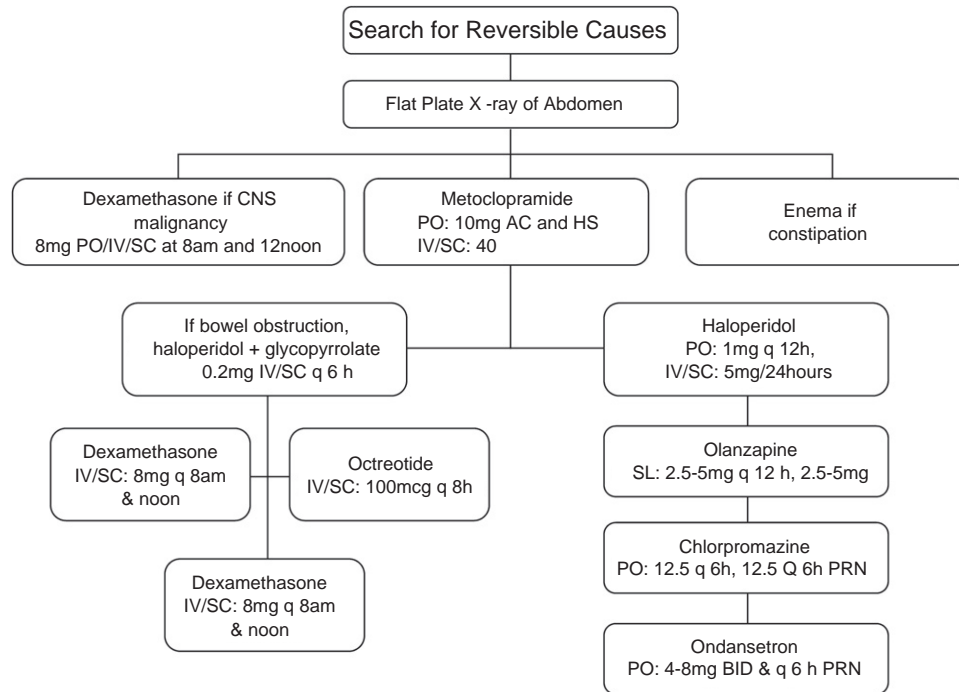 Search for Reversible Causes
Flat Plate X -ray of Abdomen
Dexamethasone if CNS
malignancy
8mg PO/IV/SC at 8am and 12noon
Metoclopramide
PO: 10mg AC and HS
IV/SC: 40
Enema if
constipation
If bowel obstruction,
haloperidol + glycopyrrolate
0.2mg IV/SC q 6 h
Haloperidol
PO: 1mg q 12h,
IV/SC: 5mg/24hours
Dexamethasone
IV/SC: 8mg q 8am
& noon
Octreotide
IV/SC: 100mcg q 8h
Olanzapine
SL: 2.5-5mg q 12 h, 2.5-5mg
Dexamethasone
IV/SC: 8mg q 8am
& noon
Chlorpromazine
PO: 12.5 q 6h, 12.5 Q 6h PRN
Ondansetron
PO: 4-8mg BID & q 6 h PRN